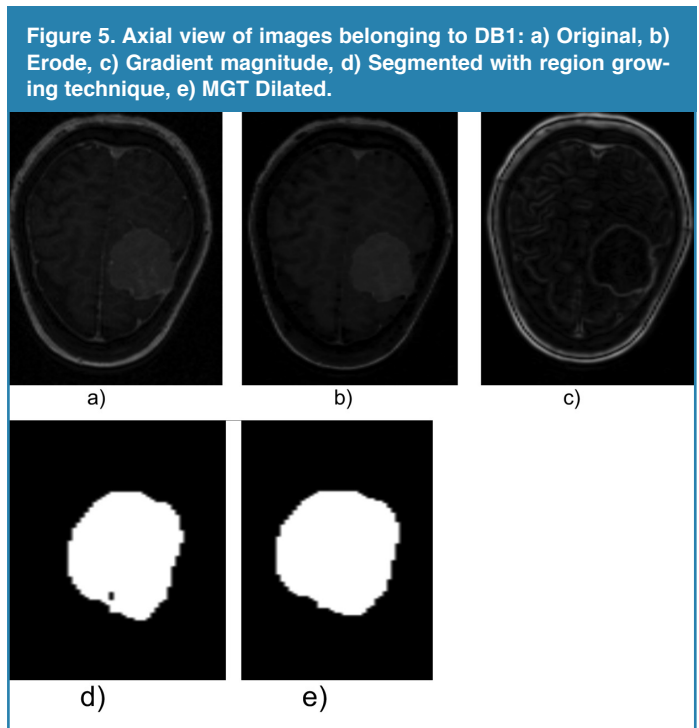 Figure 5. Axial view of images belonging to DB1: a) Original, b)
Erode, c) Gradient magnitude, d) Segmented with region grow-
ing technique, e) MGT Dilated.
a)
b)
c)
d)
e)